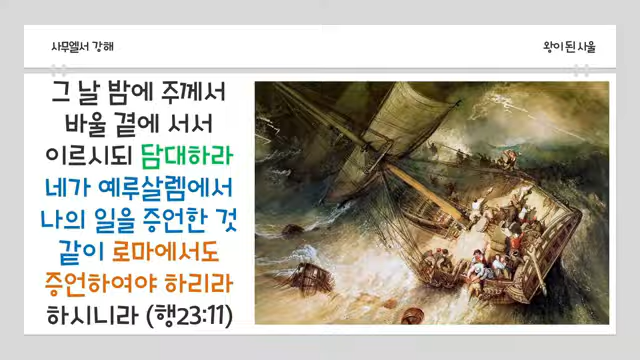 사무엘서 강해
왕이 된 사울
그 날 밤에 주께서
바울 곁에 서서
이르시되 담대하라
네가 예루살렘에서
나의 일을 증언한 것
같이 로마에서도
증언하여야 하리라
하시니라 (행23:11)